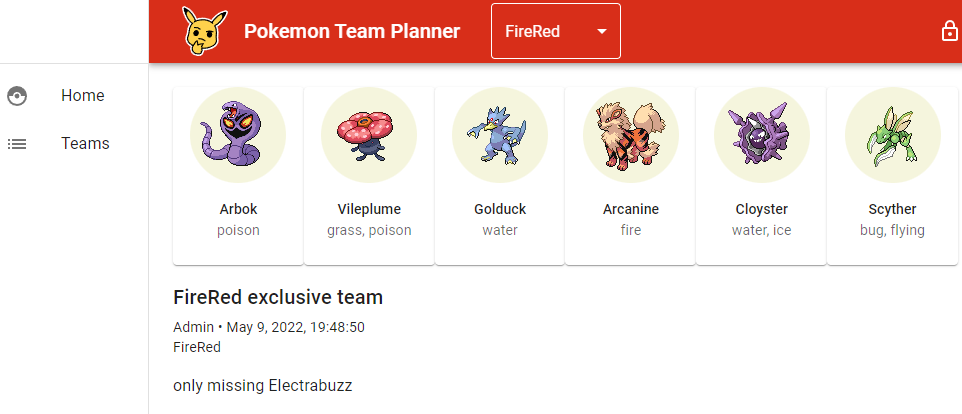 Pokemon Team Planner
FireRed
Home
Teams
Arbok
poison
Vileplume
grass, poison
Golduck
water
Arcanine
fire
Cloyster
water, ice
Scyther
bug, flying
FireRed exclusive team
Admin • May 9, 2022, 19:48:50
FireRed
only missing Electrabuzz